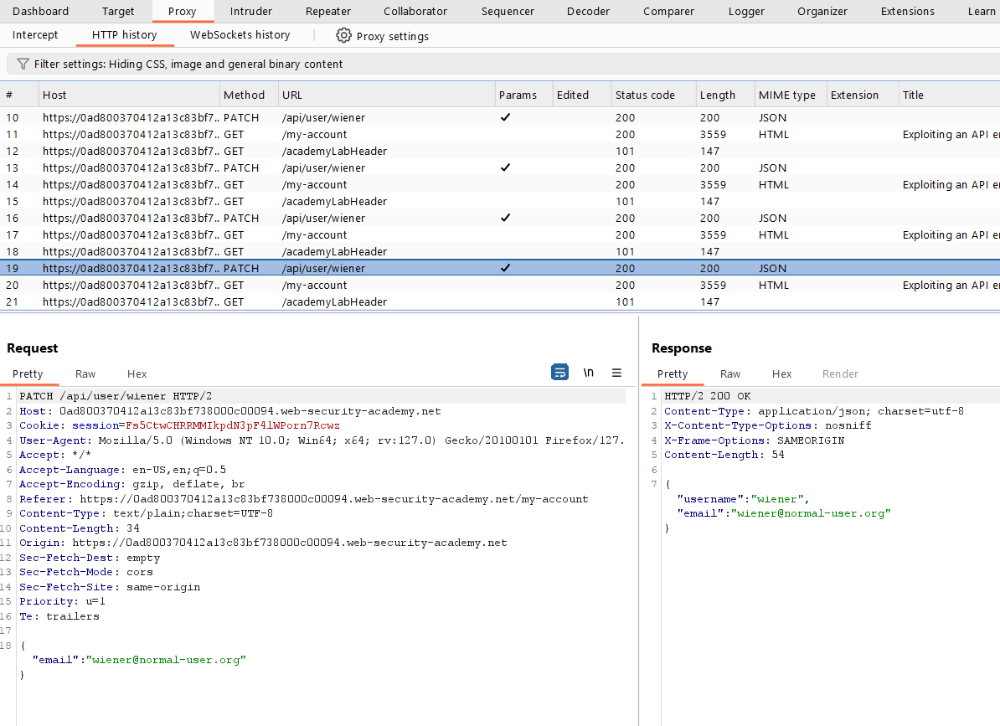 Dashboard Target Proxy Intruder Repeater Collaborator Sequencer Decoder Comparer Logger Organizer Extensions Learn
Intercept HTTP history WebSockets history Proxy settings
Filter settings: Hiding CSS, image and general binary content
# Host Method URL Params Edited Status code Length MIME type Extension Title
10 https://0ad800370412a13c83bf7... PATCH /api/user/wiener ✓ 200 200 JSON
11 https://0ad800370412a13c83bf7... GET /my-account 200 3559 HTML Exploiting an API en
12 https://0ad800370412a13c83bf7... GET /academyLabHeader 101 147
13 https://0ad800370412a13c83bf7... PATCH /api/user/wiener ✓ 200 200 JSON
14 https://0ad800370412a13c83bf7... GET /my-account 200 3559 HTML Exploiting an API en
15 https://0ad800370412a13c83bf7... GET /academyLabHeader 101 147
16 https://0ad800370412a13c83bf7... PATCH /api/user/wiener ✓ 200 200 JSON
17 https://0ad800370412a13c83bf7... GET /my-account 200 3559 HTML Exploiting an API en
18 https://0ad800370412a13c83bf7... GET /academyLabHeader 101 147
19 https://0ad800370412a13c83bf7... PATCH /api/user/wiener ✓ 200 200 JSON
20 https://0ad800370412a13c83bf7... GET /my-account 200 3559 HTML Exploiting an API en
21 https://0ad800370412a13c83bf7... GET /academyLabHeader 101 147
Request
Pretty Raw Hex \n
1 PATCH /api/user/wiener HTTP/2
2 Host: 0ad800370412a13c83bf738000c00094.web-security-academy.net
3 Cookie: session=Fs5CtwCHRRMMIkpdN3pF4lWPorn7Rcwz
4 User-Agent: Mozilla/5.0 (Windows NT 10.0; Win64; x64; rv:127.0) Gecko/20100101 Firefox/127.
5 Accept: */*
6 Accept-Language: en-US,en;q=0.5
7 Accept-Encoding: gzip, deflate, br
8 Referer: https://0ad800370412a13c83bf738000c00094.web-security-academy.net/my-account
9 Content-Type: text/plain;charset=UTF-8
10 Content-Length: 34
11 Origin: https://0ad800370412a13c83bf738000c00094.web-security-academy.net
12 Sec-Fetch-Dest: empty
13 Sec-Fetch-Mode: cors
14 Sec-Fetch-Site: same-origin
15 Priority: u=1
16 Te: trailers
17
18 {
"email":"wiener@normal-user.org"
}
Response
Pretty Raw Hex Render
1 HTTP/2 200 OK
2 Content-Type: application/json; charset=utf-8
3 X-Content-Type-Options: nosniff
4 X-Frame-Options: SAMEORIGIN
5 Content-Length: 54
6
7 {
"username":"wiener",
"email":"wiener@normal-user.org"
}